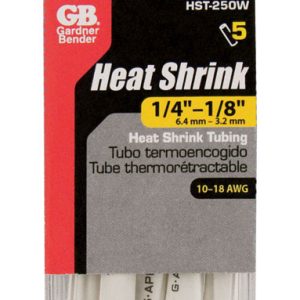 HST-250W
GB.
Gardner
Bender
5
Heat Shrink
1/4"–1/8"
6.4 mm – 3.2 mm
Heat Shrink Tubing
Tubo termoencogido
Tube thermorétractable
10–18 AWG